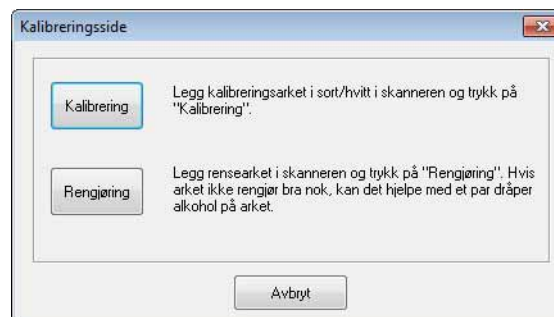 Kalibreringsside
Kalibrering
Legg kalibreringsarket i sort/hvitt i skanneren og trykk på
"Kalibrering".
Rengjøring
Legg rensearket i skanneren og trykk på "Rengjøring". Hvis
arket ikke rengjør bra nok, kan det hjelpe med et par dråper
alkohol på arket.
Avbryt